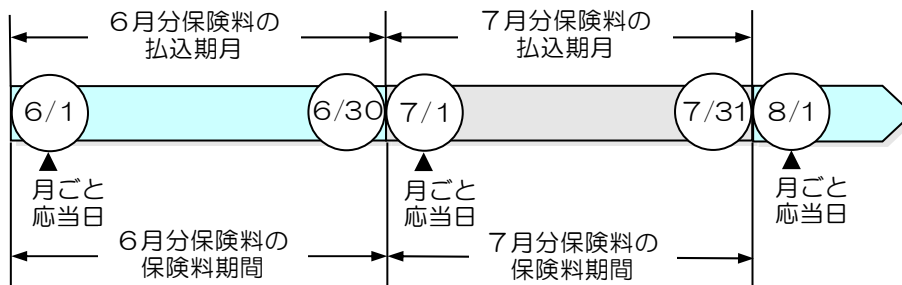 6月分保険料の
払込期月
7月分保険料の
払込期月
6/1
6/30
7/1
7/31
8/1
▲
月ごと
応当日
▲
月ごと
応当日
▲
月ごと
応当日
6月分保険料の
保険料期間
7月分保険料の
保険料期間